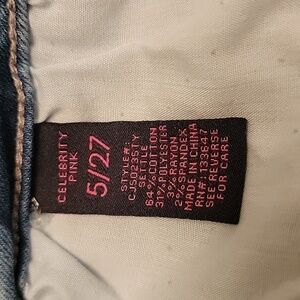 CELEBRITY
PINK
5/27
STYLE#:
CJ5023STY
SETTLE
64%COTTON
31%POLYESTER
3%RAYON
2%SPANDEX
MADE IN CHINA
RN#: 133647
SEE REVERSE
FOR CARE